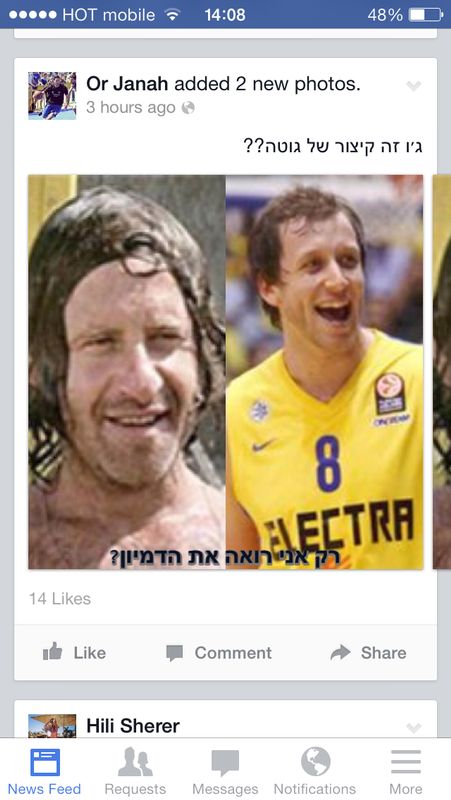 HOT mobile 14:08 48%
Or Janah added 2 new photos.
3 hours ago
ג׳ו זה קיצור של גוטה??
8
ELECTRA
רק אני רואה את הדמיון?
14 Likes
Like Comment Share
Hili Sherer
News Feed Requests Messages Notifications More